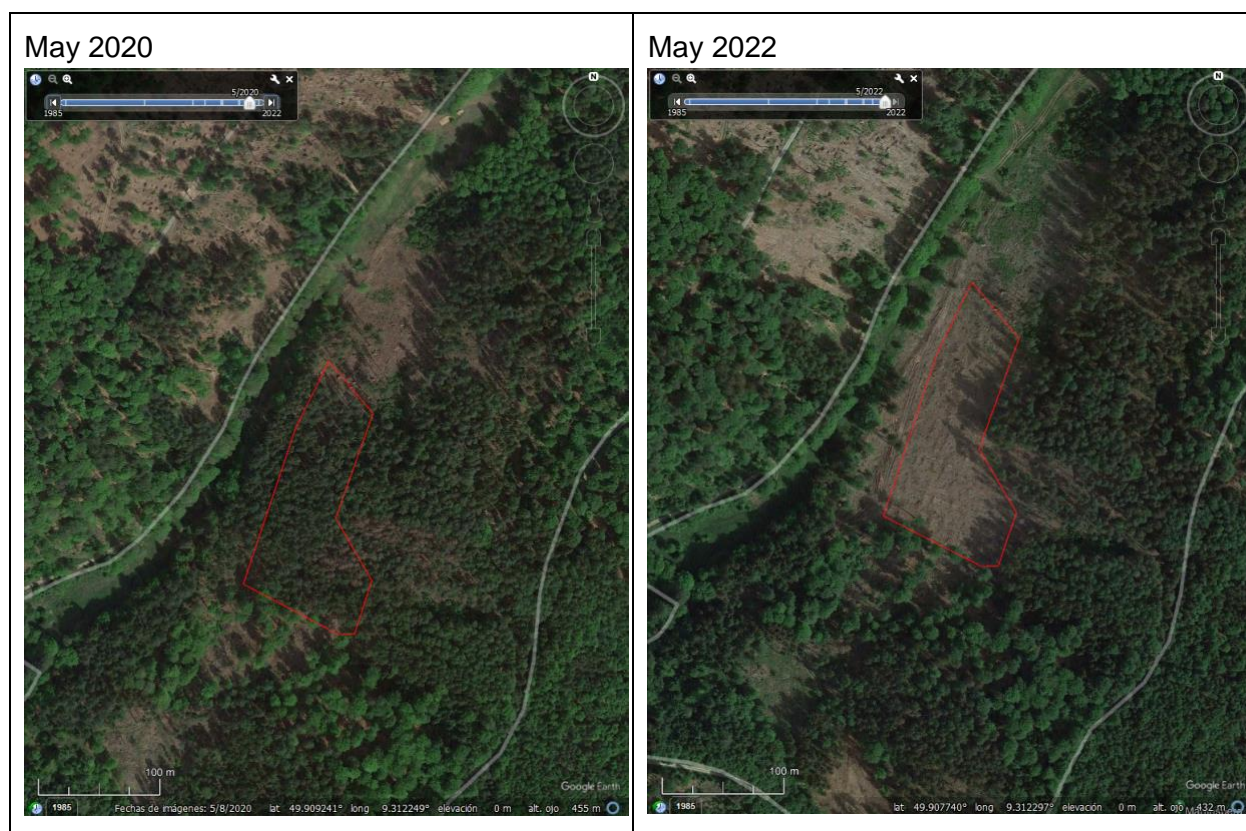 May 2020
May 2022
5/2020
1985
2022
N
100 m
Google Earth
1985
Fechas de imágenes: 5/8/2020 lat 49.909241° long 9.312249° elevación 0 m alt. ojo 455 m
5/2022
1985
2022
N
100 m
Google Earth
1985
lat 49.907740° long 9.312297° elevación 0 m alt. ojo 432 m